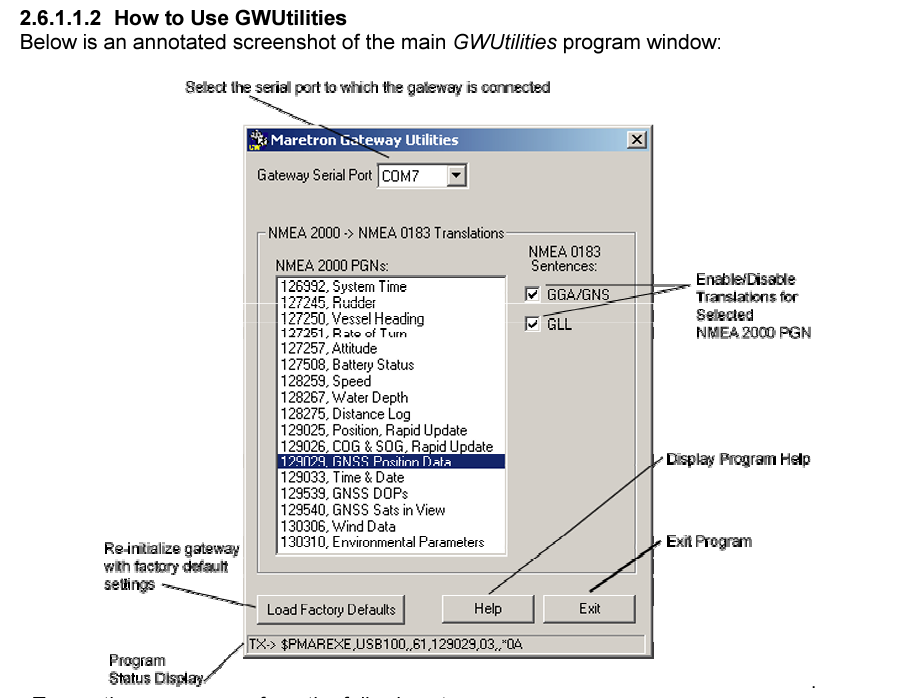 2.6.1.1.2 How to Use GWUtilities
Below is an annotated screenshot of the main GWUtilities program window:
Select the serial port to which the gateway is connected
Maretron Gateway Utilities
Gateway Serial Port COM7
NMEA 2000 -> NMEA 0183 Translations
NMEA 2000 PGNs:
126992, System Time
127245, Rudder
127250, Vessel Heading
127251, Rate of Turn
127257, Attitude
127508, Battery Status
128259, Speed
128267, Water Depth
128275, Distance Log
129025, Position, Rapid Update
129026, COG & SOG, Rapid Update
129029, GNSS Position Data
129033, Time & Date
129539, GNSS DOPs
129540, GNSS Sats in View
130306, Wind Data
130310, Environmental Parameters
NMEA 0183
Sentences:
GGA/GNS
GLL
Enable/Disable
Translations for
Selected
NMEA 2000 PGN
Display Program Help
Exit Program
Re-initialize gateway
with factory default
settings
Load Factory Defaults
Help
Exit
TX-> $PMAREXE,USB100,,61,129029,03,,*0A
Program
Status Display